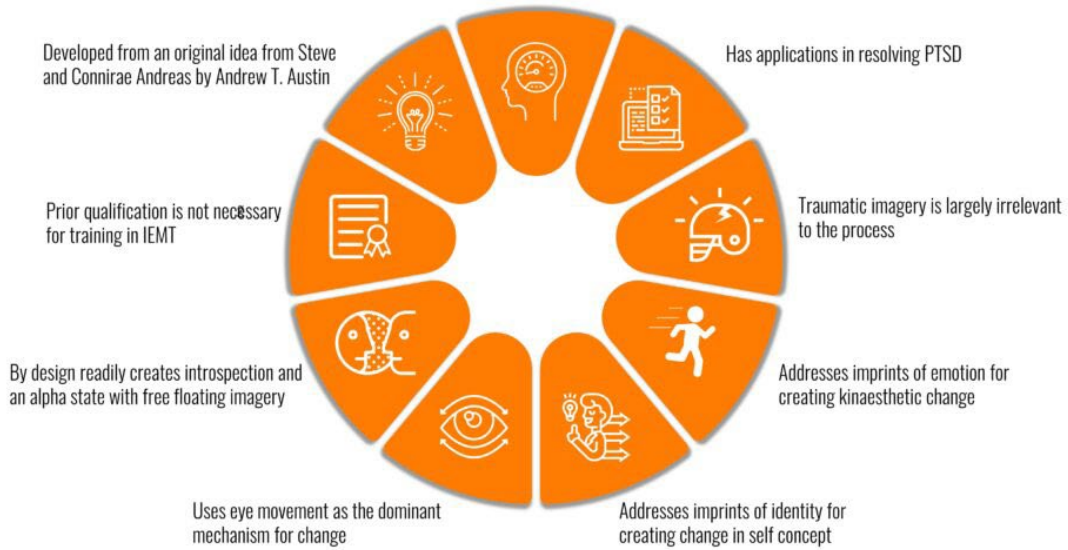 Developed from an original idea from Steve
and Connirae Andreas by Andrew T. Austin
Has applications in resolving PTSD
Prior qualification is not necessary
for training in IEMT
Traumatic imagery is largely irrelevant
to the process
By design readily creates introspection and
an alpha state with free floating imagery
Addresses imprints of emotion for
creating kinaesthetic change
Uses eye movement as the dominant
mechanism for change
Addresses imprints of identity for
creating change in self concept